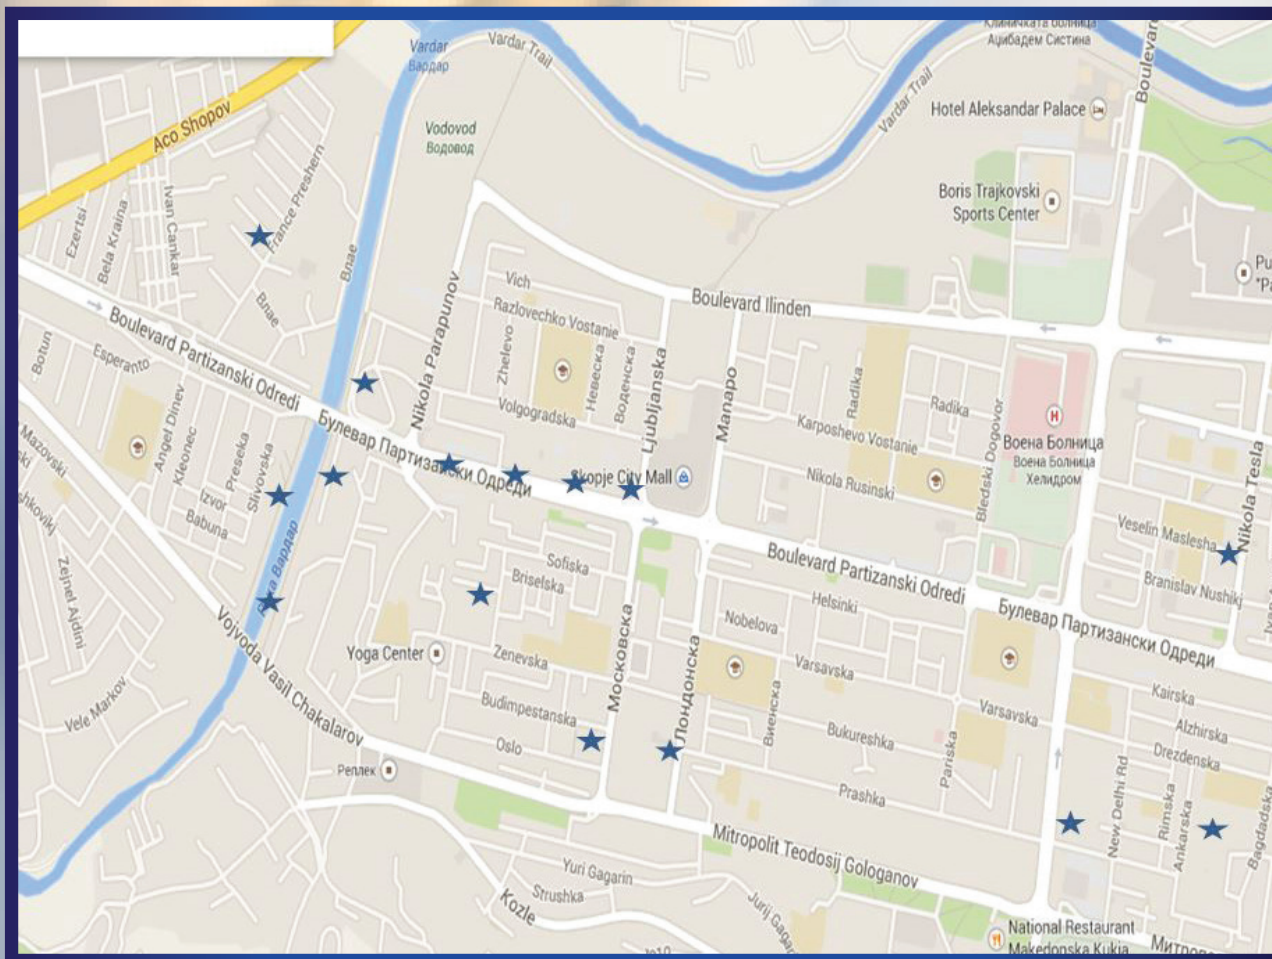 Клиничката болница
Аџибадем Систина
Vardar
Вардар
Vardar Trail
Vardar Trail
Boulevard
Hotel Aleksandar Palace
Aco Shopov
Vodovod
Водовод
Boris Trajkovski
Sports Center
France Preshern
Ivan Cankar
Ezertsi
Bela Kraina
Влае
Внае
Vich
Boulevard Ilinden
Razlovechko Vostanie
Nikola Parapunov
Boulevard Partizanski Odredi
Botun
Esperanto
Zhelevo
Невеска
Воденска
Ljubljanska
Манапо
Radika
Radika
Volgogradska
Karposhevo Vostanie
Bledski Dogovor
Воена Болница
Воена Болница
Хелидром
Angel Dinev
Kleonec
Preseka
Slivovska
Izvor
Babuna
Булевар Партизански Одреди
Skopje City Mall
Nikola Rusinski
Nikola Tesla
Veselin Maslesha
Branislav Nushikj
Mazovski
Zejnel Ajdini
Река Вардар
Sofiska
Briselska
Boulevard Partizanski Odredi
Булевар Партизански Одреди
Helsinki
Nobelova
Vojvoda Vasil Chakalarov
Yoga Center
Zenevska
Московска
Лондонска
Varsavska
Varsavska
Kairska
Alzhirska
Drezdenska
Vele Markov
Budimpestanska
Oslo
Виенска
Bukureshka
Pariska
Реплек
Prashka
New Delhi Rd
Rimska
Ankarska
Bagdadska
Mitropolit Teodosij Gologanov
Yuri Gagarin
Strushka
Kozle
National Restaurant
Makedonska Kukja